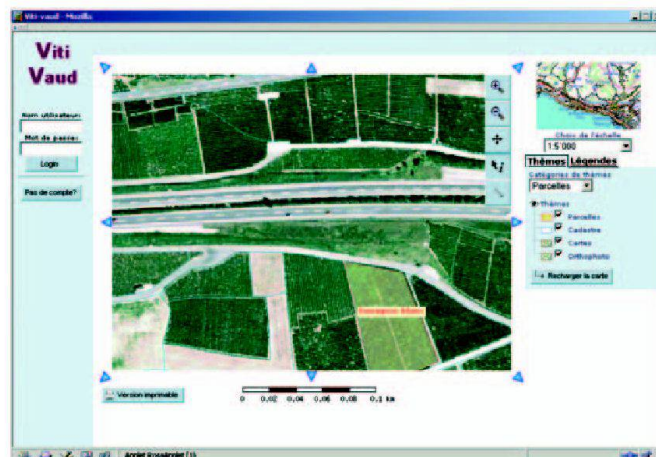 Viti-vaud - Mozilla
Viti
Vaud
Nom utilisateur:
Mot de passe:
Login
Pas de compte?
Choix de l'échelle
1:5'000
Thèmes Légendes
Catégories de thèmes
Parcelles
Thèmes
Parcelles
Cadastre
Cartes
Orthophoto
Recharger la carte
Version imprimable
0 0,02 0,04 0,06 0,08 0,1 km